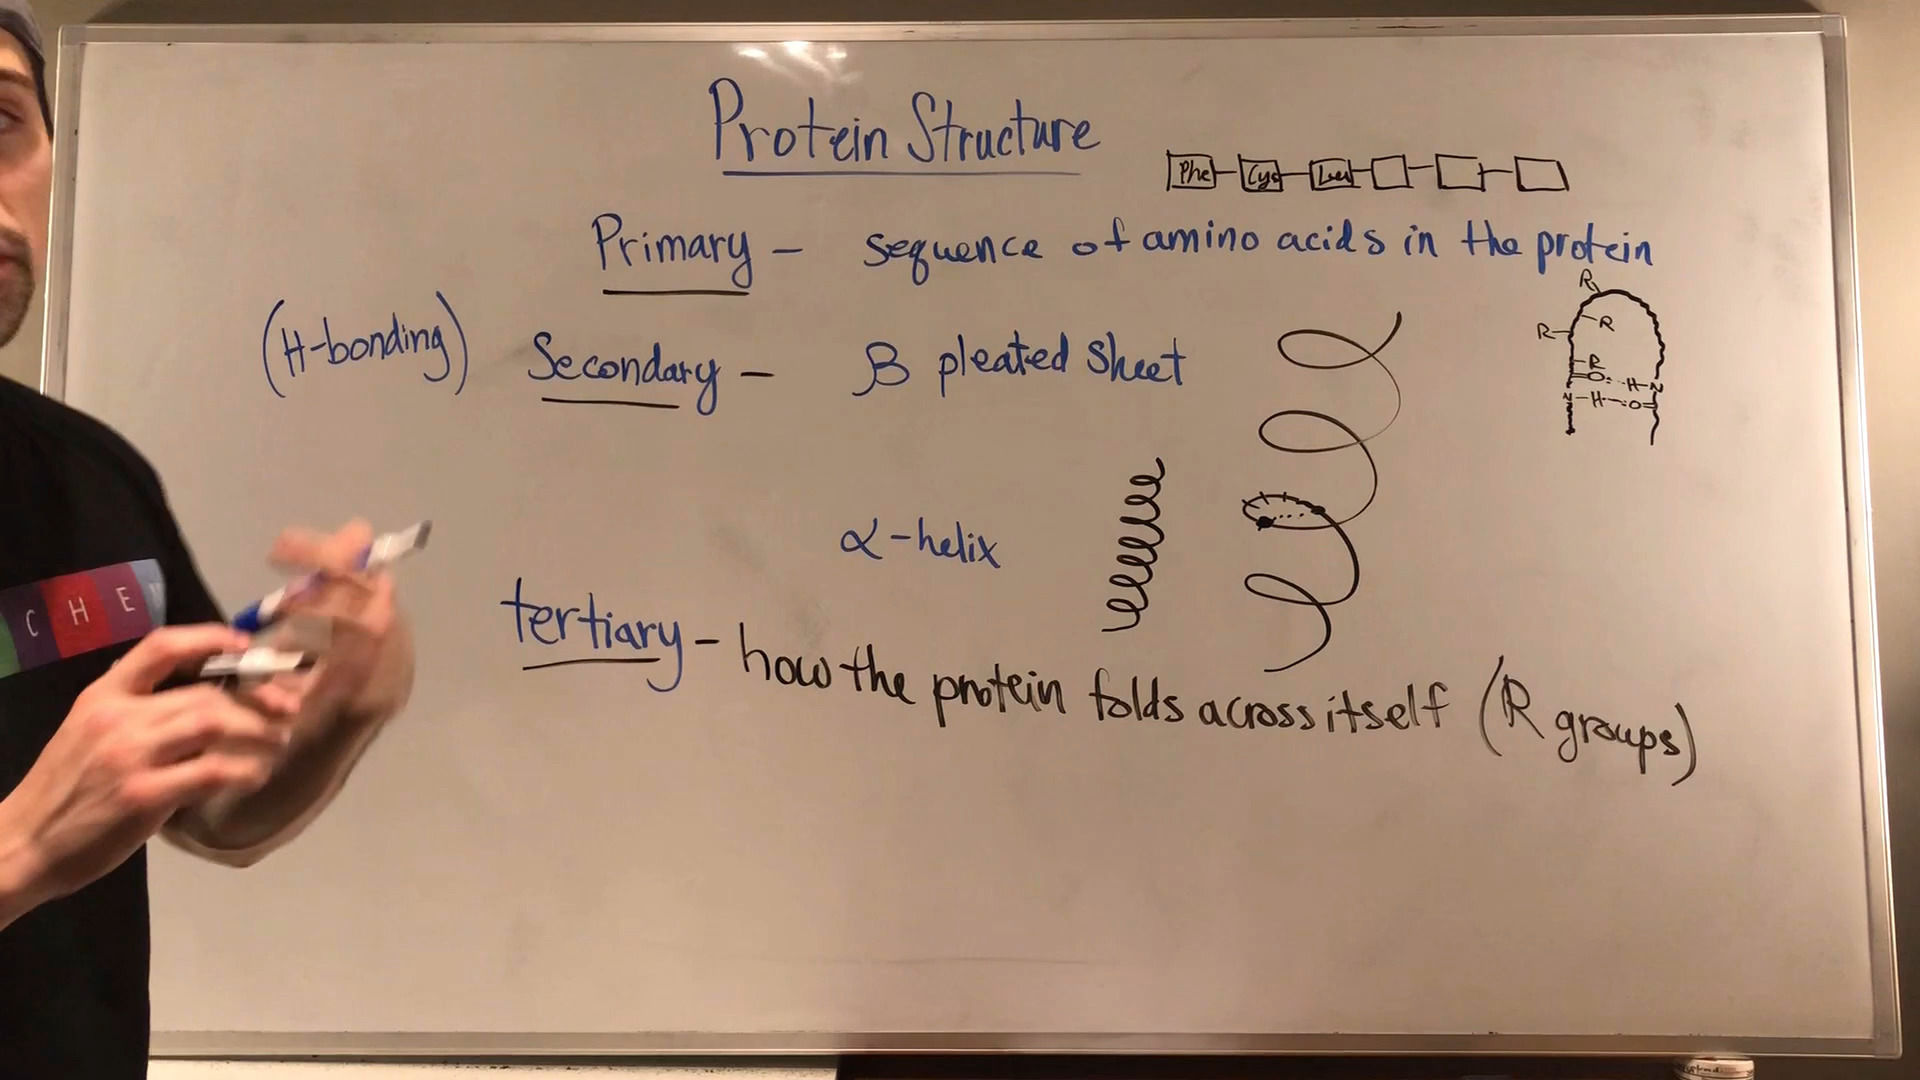 Protein Structure
Phe Cys Leu
Primary - sequence of amino acids in the protein
(H-bonding) Secondary - β pleated sheet
R
R R
R
O: H N
N H :O
α-helix
tertiary - how the protein folds across itself (R groups)
C H E